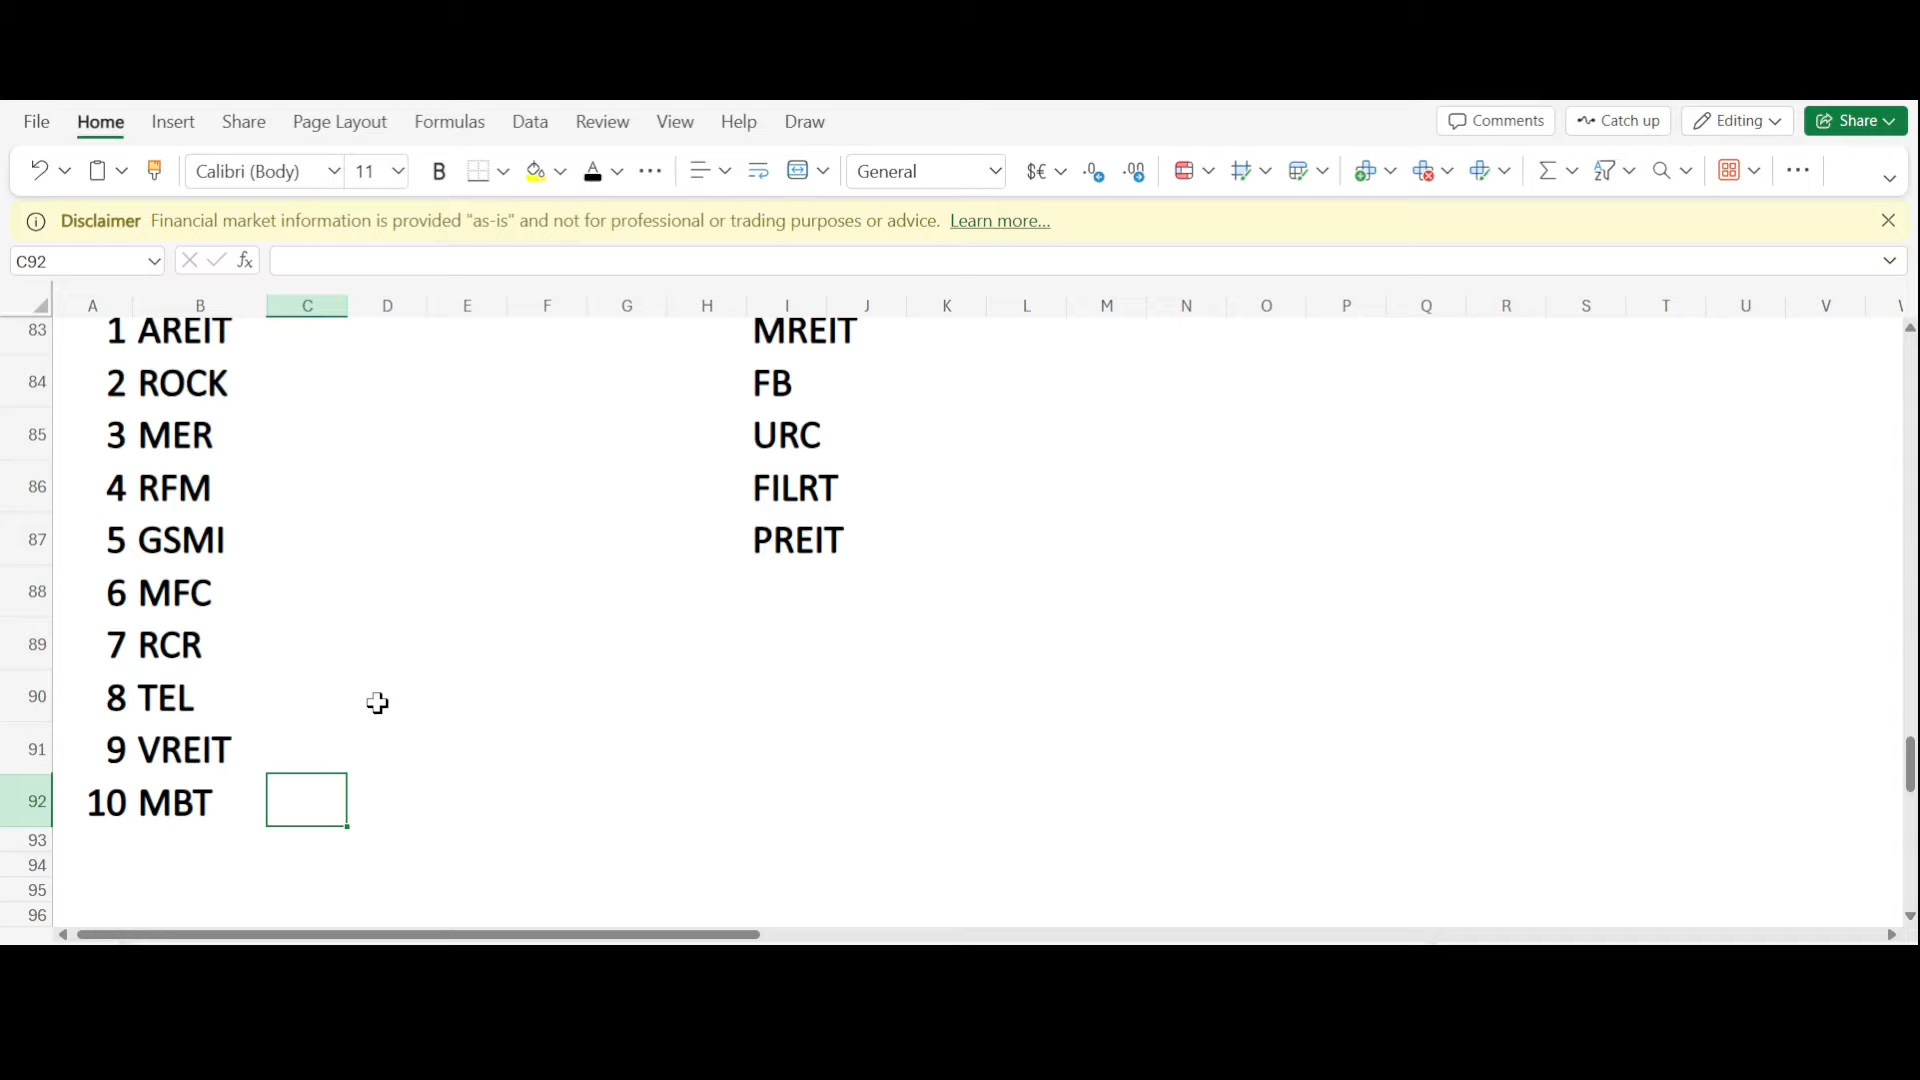 File Home Insert Share Page Layout Formulas Data Review View Help Draw Comments Catch up Editing Share
Calibri (Body) 11 B A General $€ .0 .00
Disclaimer Financial market information is provided "as-is" and not for professional or trading purposes or advice. Learn more...
C92 fx
A B C D E F G H I J K L M N O P Q R S T U V
83 1 AREIT MREIT
84 2 ROCK FB
85 3 MER URC
86 4 RFM FILRT
87 5 GSMI PREIT
88 6 MFC
89 7 RCR
90 8 TEL
91 9 VREIT
92 10 MBT
93
94
95
96